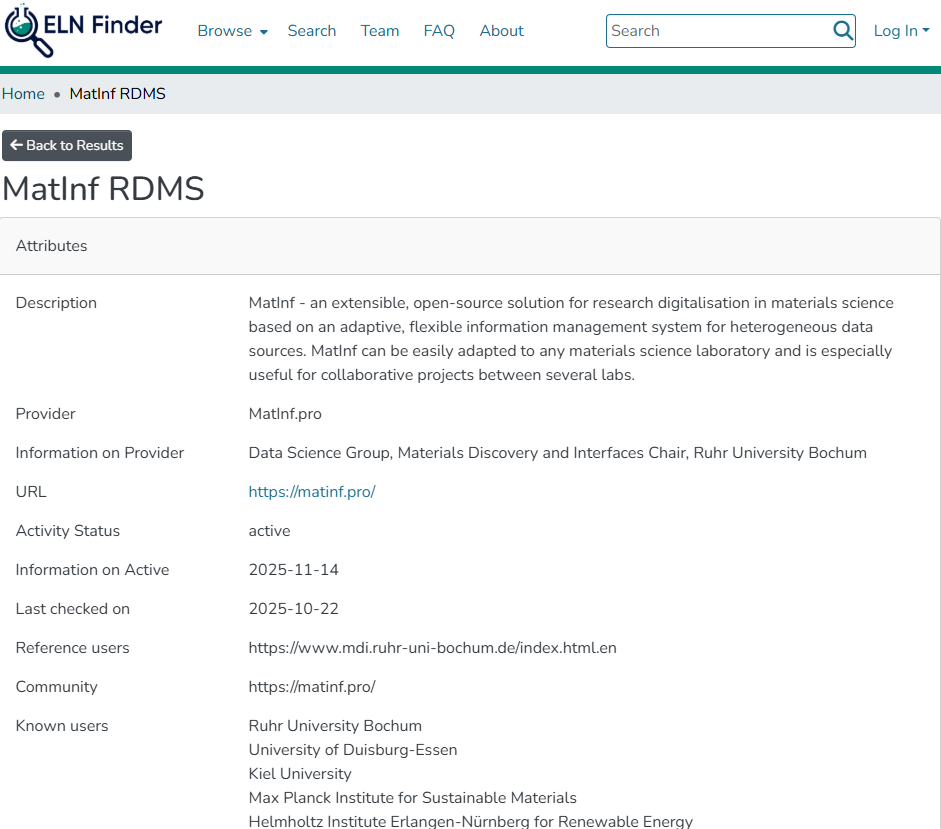 ELN Finder
Browse Search Team FAQ About Search Log In
Home • MatInf RDMS
Back to Results
MatInf RDMS
Attributes
Description MatInf - an extensible, open-source solution for research digitalisation in materials science
based on an adaptive, flexible information management system for heterogeneous data
sources. MatInf can be easily adapted to any materials science laboratory and is especially
useful for collaborative projects between several labs.
Provider MatInf.pro
Information on Provider Data Science Group, Materials Discovery and Interfaces Chair, Ruhr University Bochum
URL https://matinf.pro/
Activity Status active
Information on Active 2025-11-14
Last checked on 2025-10-22
Reference users https://www.mdi.ruhr-uni-bochum.de/index.html.en
Community https://matinf.pro/
Known users Ruhr University Bochum
University of Duisburg-Essen
Kiel University
Max Planck Institute for Sustainable Materials
Helmholtz Institute Erlangen-Nürnberg for Renewable Energy